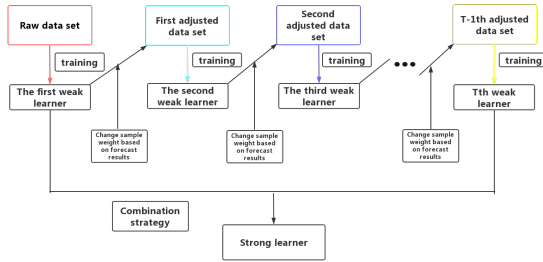 Raw data set
First adjusted
data set
Second
adjusted data
set
T-1th adjusted
data set
training
training
training
training
The first weak
learner
The second
weak learner
The third weak
learner
Tth weak
learner
Change sample
weight based
on forecast
results
Change sample
weight based
on forecast
results
Change sample
weight based
on forecast
results
Combination
strategy
Strong learner